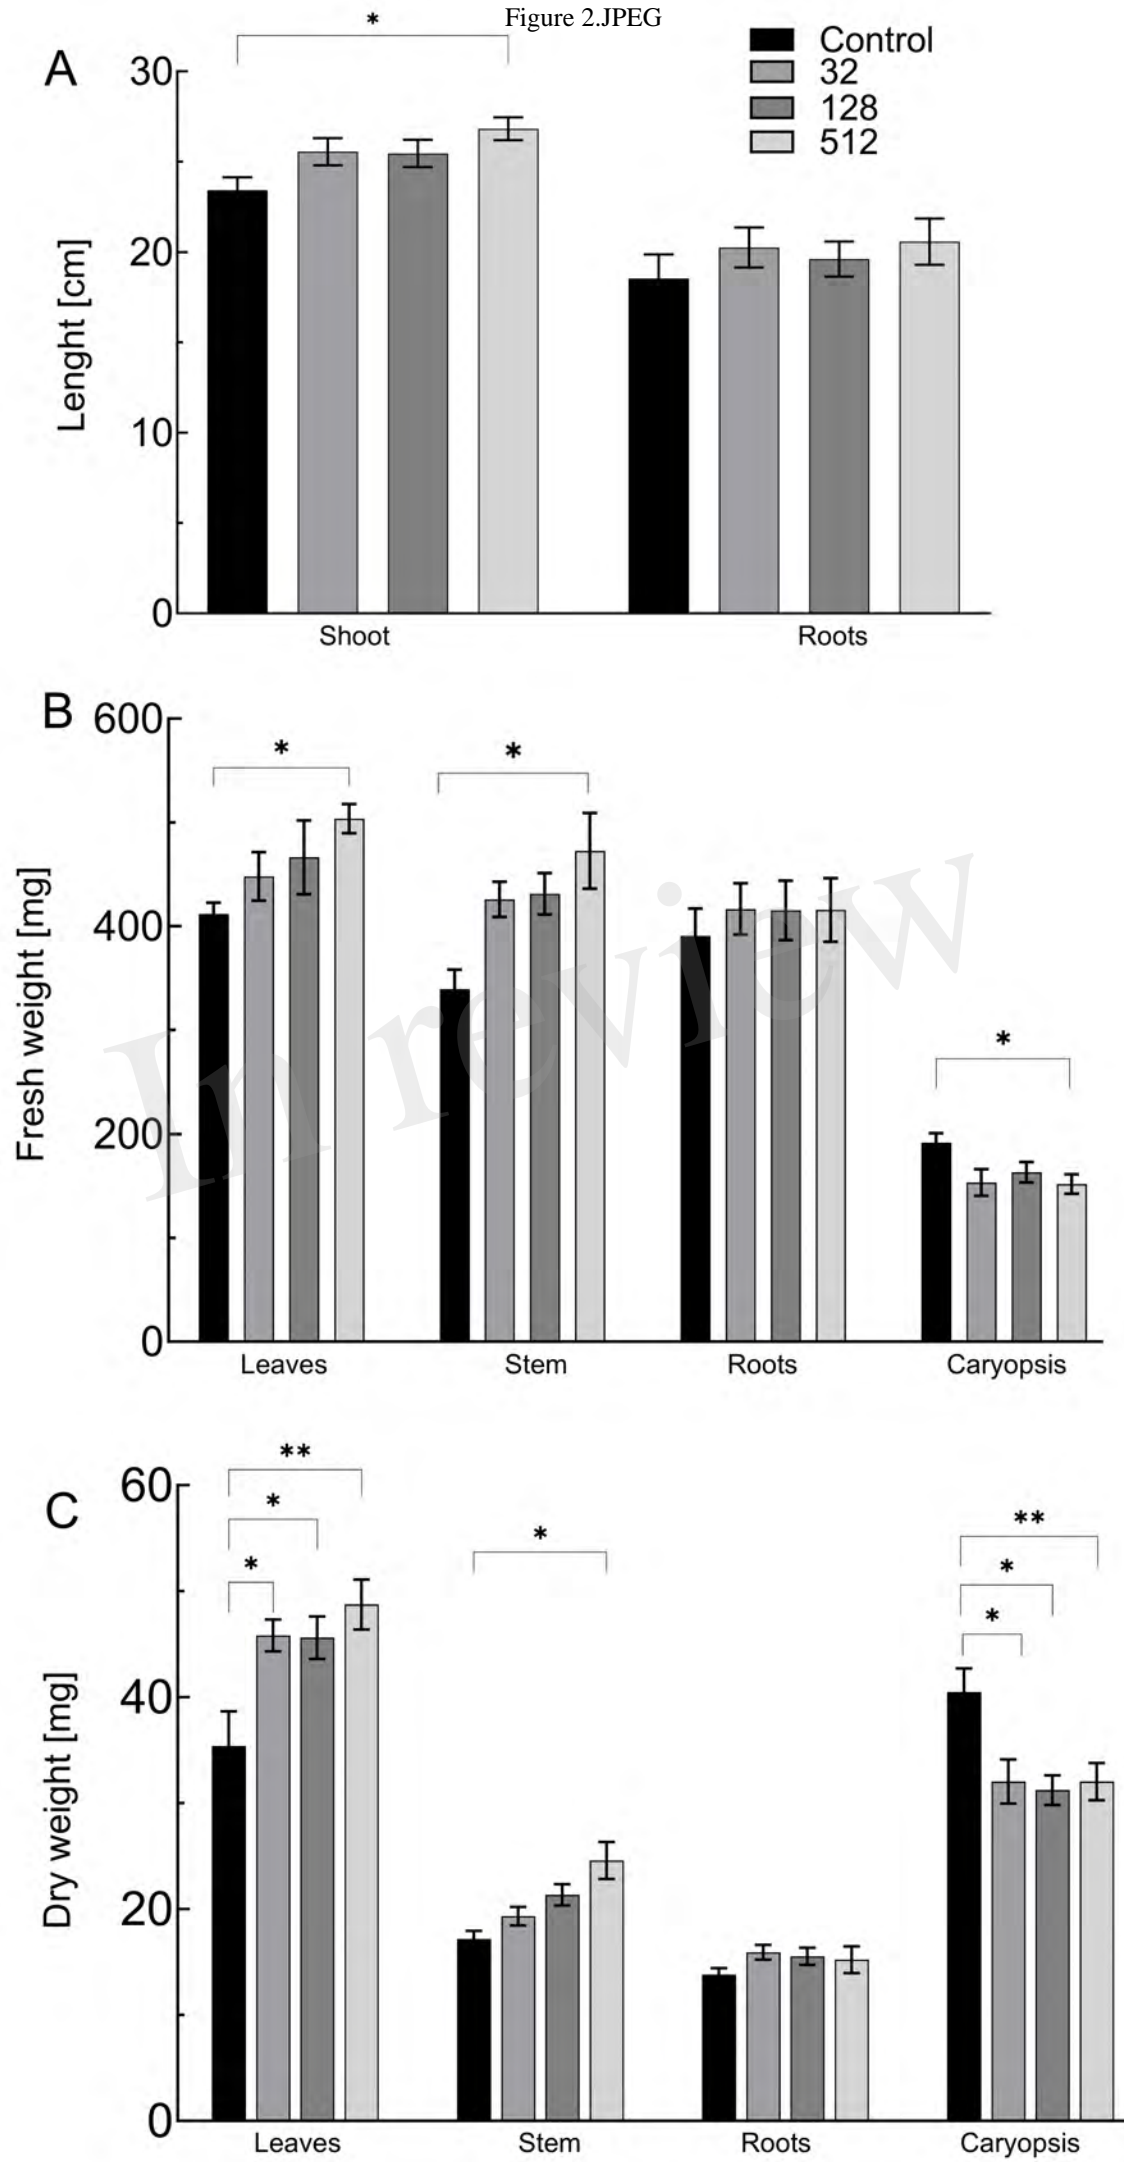 Figure 2.JPEG
*
A
Control
32
128
512
30
20
10
0
Lenght [cm]
Shoot Roots
B
600
400
200
0
Fresh weight [mg]
* * *
Leaves Stem Roots Caryopsis
In review
C
60
40
20
0
Dry weight [mg]
**
*
*
*
**
*
*
Leaves Stem Roots Caryopsis